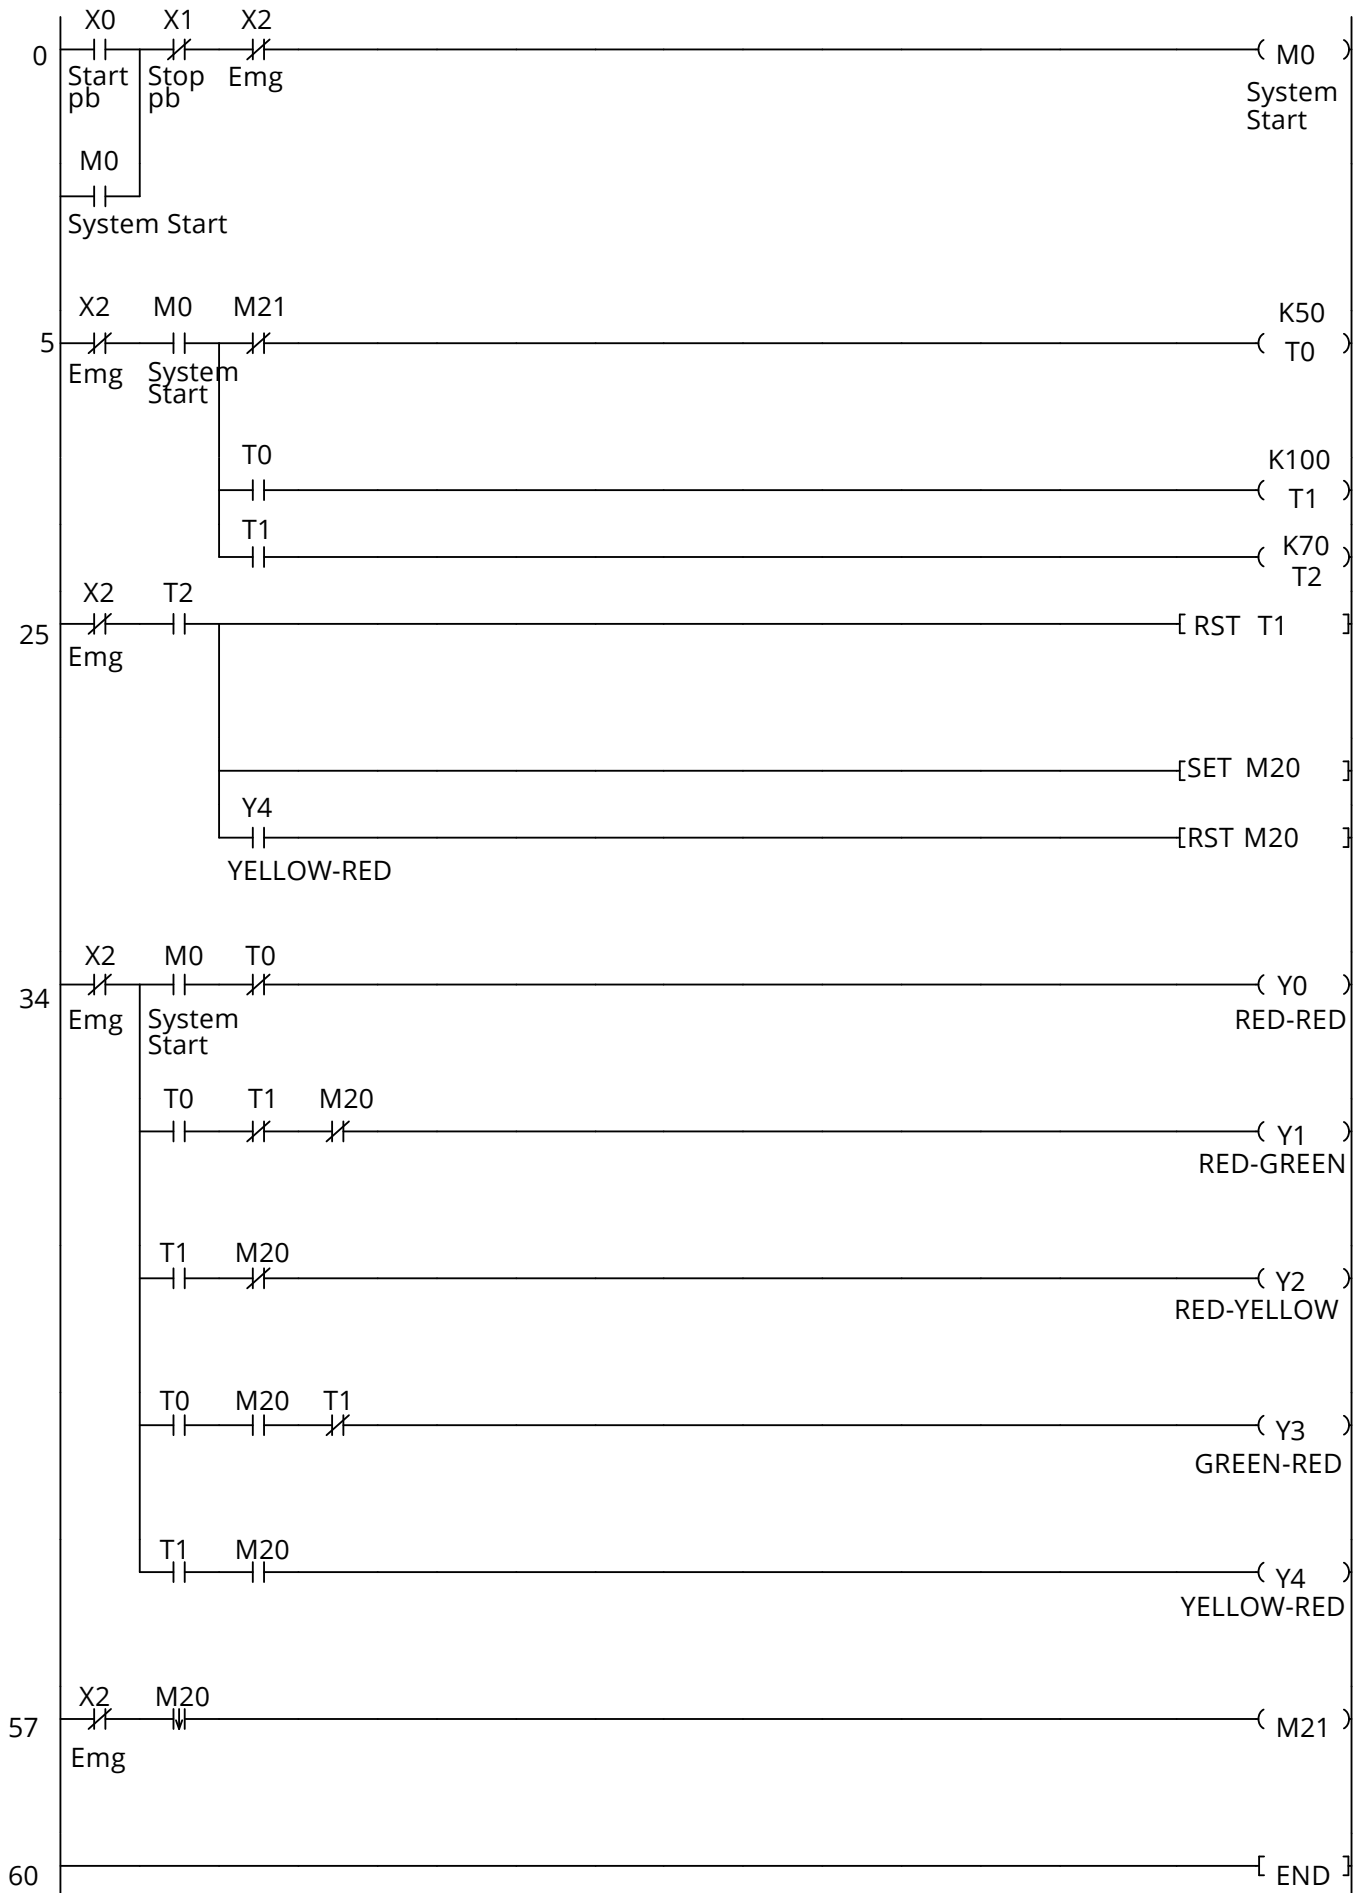 X0 X1 X2
0 M0
Start pb Stop pb Emg
System Start
M0
System Start
X2 M0 M21 K50
5 T0
Emg System Start
T0 K100
T1
T1 K70
T2
X2 T2
25 RST T1
Emg
SET M20
Y4
RST M20
YELLOW-RED
X2 M0 T0
34 Y0
Emg System Start RED-RED
T0 T1 M20
Y1
RED-GREEN
T1 M20
Y2
RED-YELLOW
T0 M20 T1
Y3
GREEN-RED
T1 M20
Y4
YELLOW-RED
X2 M20
57 M21
Emg
60 END